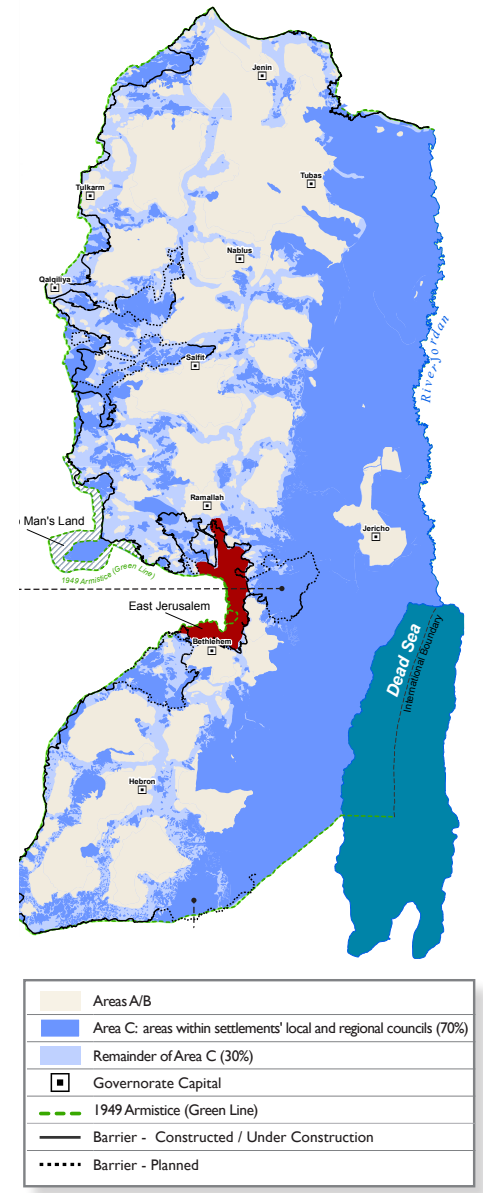 Jenin
Tubas
Tulkarm
Nablus
Qalqiliya
River Jordan
Salfit
Ramallah
Man's Land
Jericho
1949 Armistice (Green Line)
East Jerusalem
Bethlehem
Dead Sea
International Boundary
Hebron
Areas A/B
Area C: areas within settlements' local and regional councils (70%)
Remainder of Area C (30%)
Governorate Capital
1949 Armistice (Green Line)
Barrier - Constructed / Under Construction
Barrier - Planned